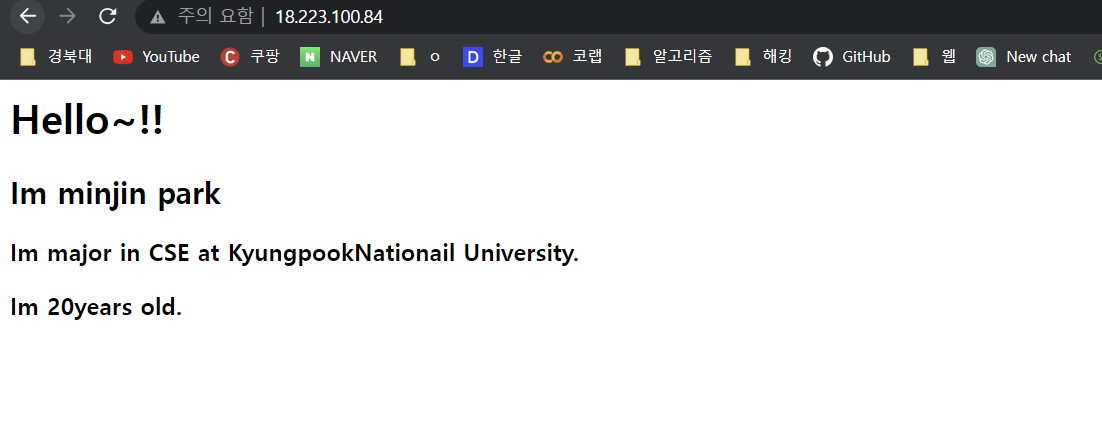 주의 요함 18.223.100.84
경북대 YouTube 쿠팡 NAVER o 한글 코랩 알고리즘 해킹 GitHub 웹 New chat
Hello~!!
Im minjin park
Im major in CSE at KyungpookNationail University.
Im 20years old.